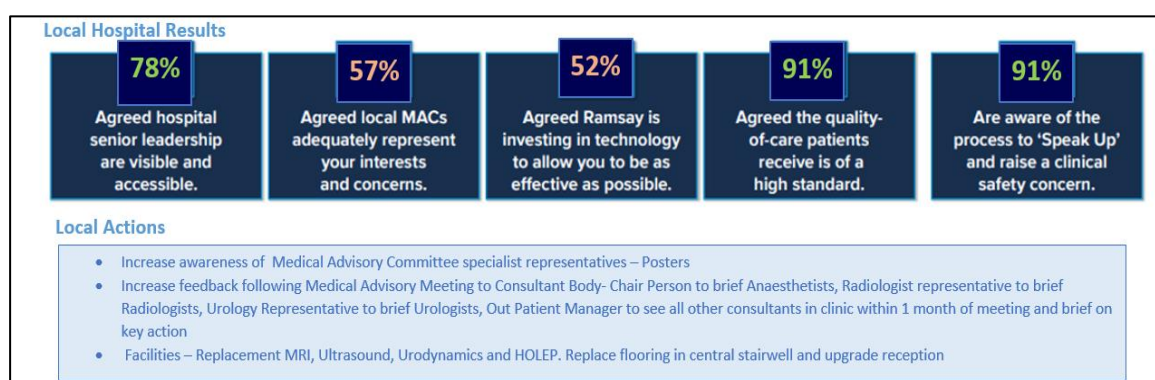 Local Hospital Results
78%
Agreed hospital
senior leadership
are visible and
accessible.
57%
Agreed local MACs
adequately represent
your interests
and concerns.
52%
Agreed Ramsay is
investing in technology
to allow you to be as
effective as possible.
91%
Agreed the quality-
of-care patients
receive is of a
high standard.
91%
Are aware of the
process to ‘Speak Up’
and raise a clinical
safety concern.
Local Actions
• Increase awareness of Medical Advisory Committee specialist representatives – Posters
• Increase feedback following Medical Advisory Meeting to Consultant Body- Chair Person to brief Anaesthetists, Radiologist representative to brief
Radiologists, Urology Representative to brief Urologists, Out Patient Manager to see all other consultants in clinic within 1 month of meeting and brief on
key action
• Facilities – Replacement MRI, Ultrasound, Urodynamics and HOLEP. Replace flooring in central stairwell and upgrade reception